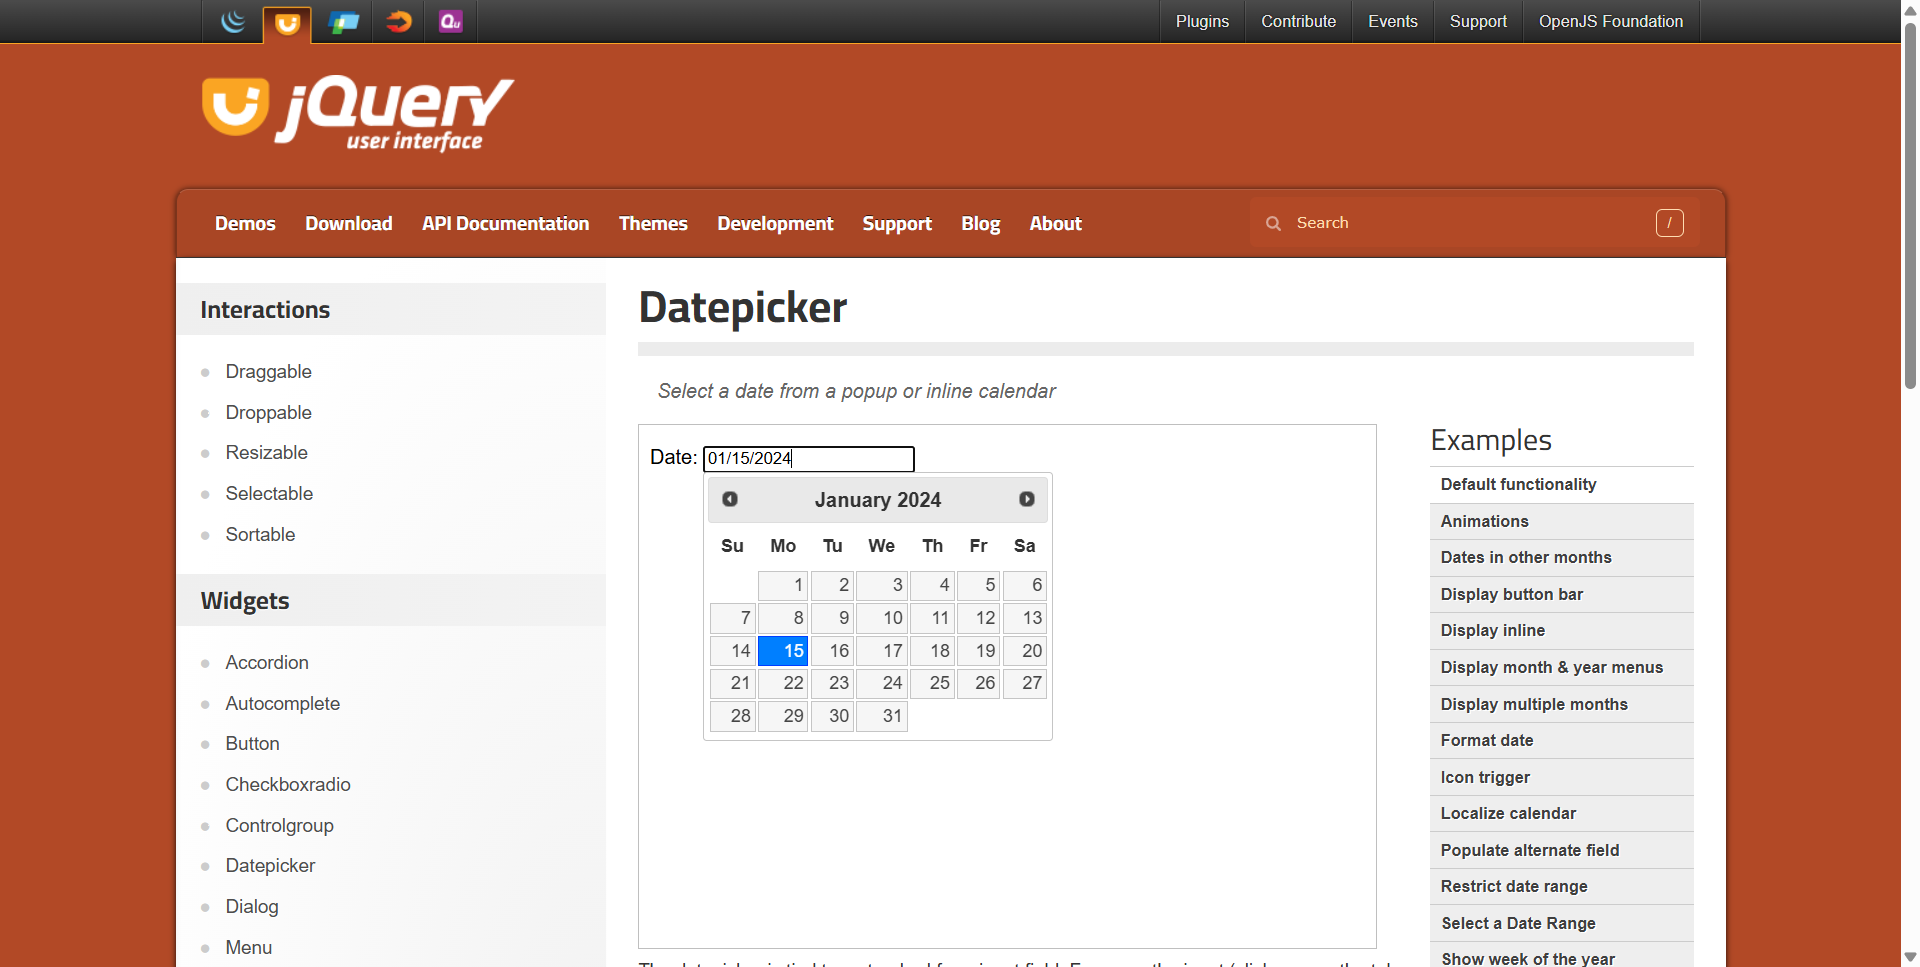 Qu
Plugins Contribute Events Support OpenJS Foundation
jQuery
user interface
Demos Download API Documentation Themes Development Support Blog About Search /
Interactions
Draggable
Droppable
Resizable
Selectable
Sortable
Widgets
Accordion
Autocomplete
Button
Checkboxradio
Controlgroup
Datepicker
Dialog
Menu
Datepicker
Select a date from a popup or inline calendar
Date: 01/15/2024
January 2024
Su Mo Tu We Th Fr Sa
1 2 3 4 5 6
7 8 9 10 11 12 13
14 15 16 17 18 19 20
21 22 23 24 25 26 27
28 29 30 31
Examples
Default functionality
Animations
Dates in other months
Display button bar
Display inline
Display month & year menus
Display multiple months
Format date
Icon trigger
Localize calendar
Populate alternate field
Restrict date range
Select a Date Range
Show week of the year